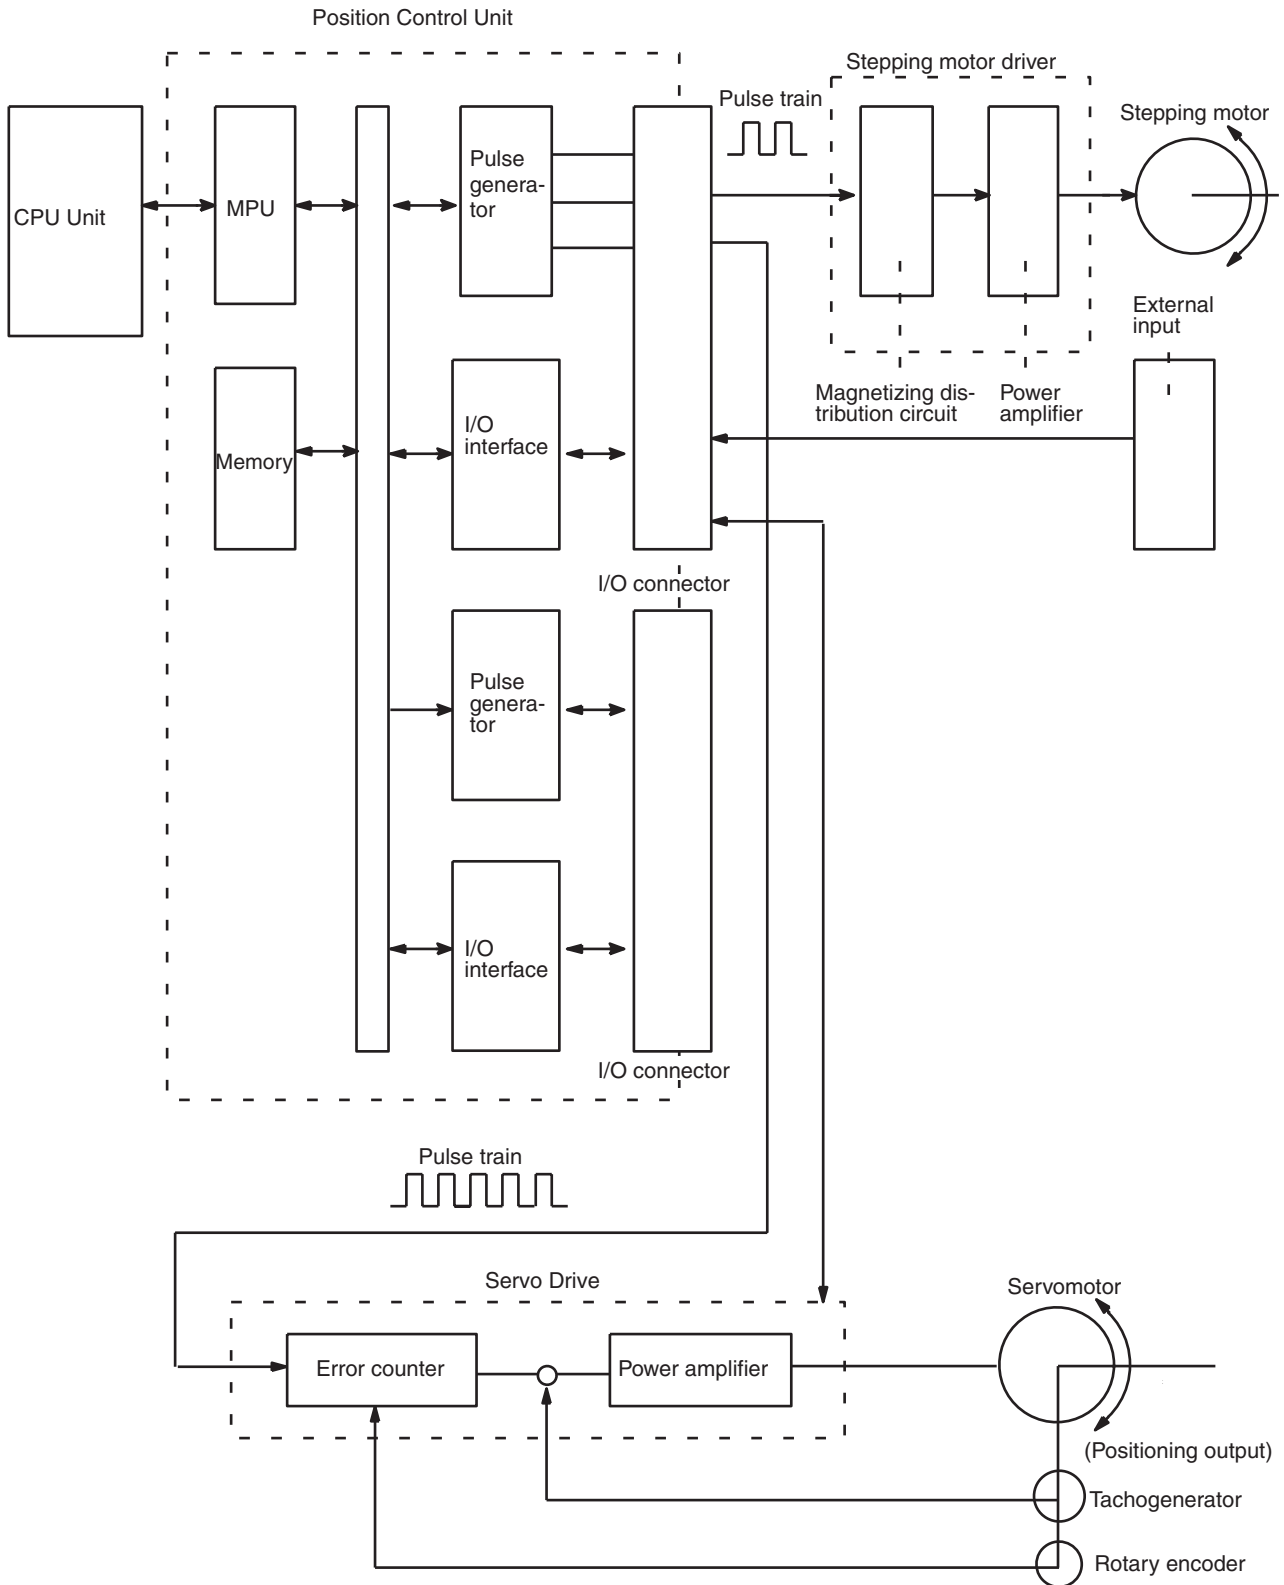 Position Control Unit
Stepping motor driver
Pulse train
Stepping motor
CPU Unit
MPU
Pulse
genera-
tor
External
input
Memory
I/O
interface
Magnetizing dis-
tribution circuit
Power
amplifier
I/O connector
Pulse
genera-
tor
I/O
interface
I/O connector
Pulse train
Servo Drive
Servomotor
Error counter
Power amplifier
(Positioning output)
Tachogenerator
Rotary encoder